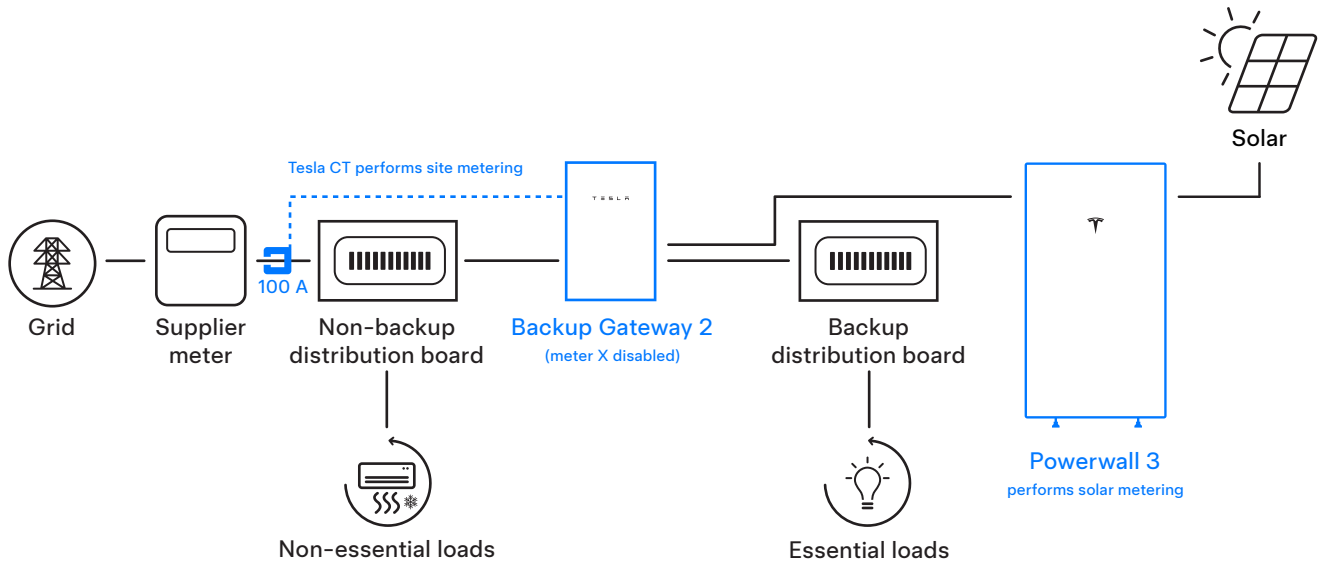 Solar
Tesla CT performs site metering
TESLA
100 A
Grid
Supplier
meter
Non-backup
distribution board
Backup Gateway 2
(meter X disabled)
Backup
distribution board
Powerwall 3
performs solar metering
Non-essential loads
Essential loads